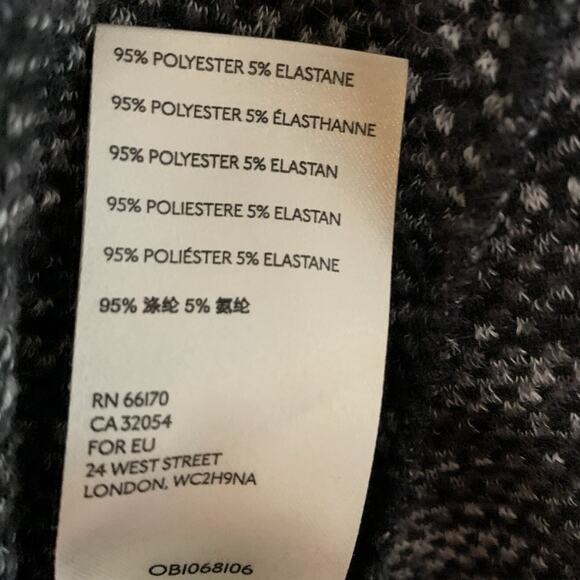 95% POLYESTER 5% ELASTANE
95% POLYESTER 5% ÉLASTHANNE
95% POLYESTER 5% ELASTAN
95% POLIESTERE 5% ELASTAN
95% POLIÉSTER 5% ELASTANE
95% 涤纶 5% 氨纶
RN 66170
CA 32054
FOR EU
24 WEST STREET
LONDON, WC2H9NA
OB1068106